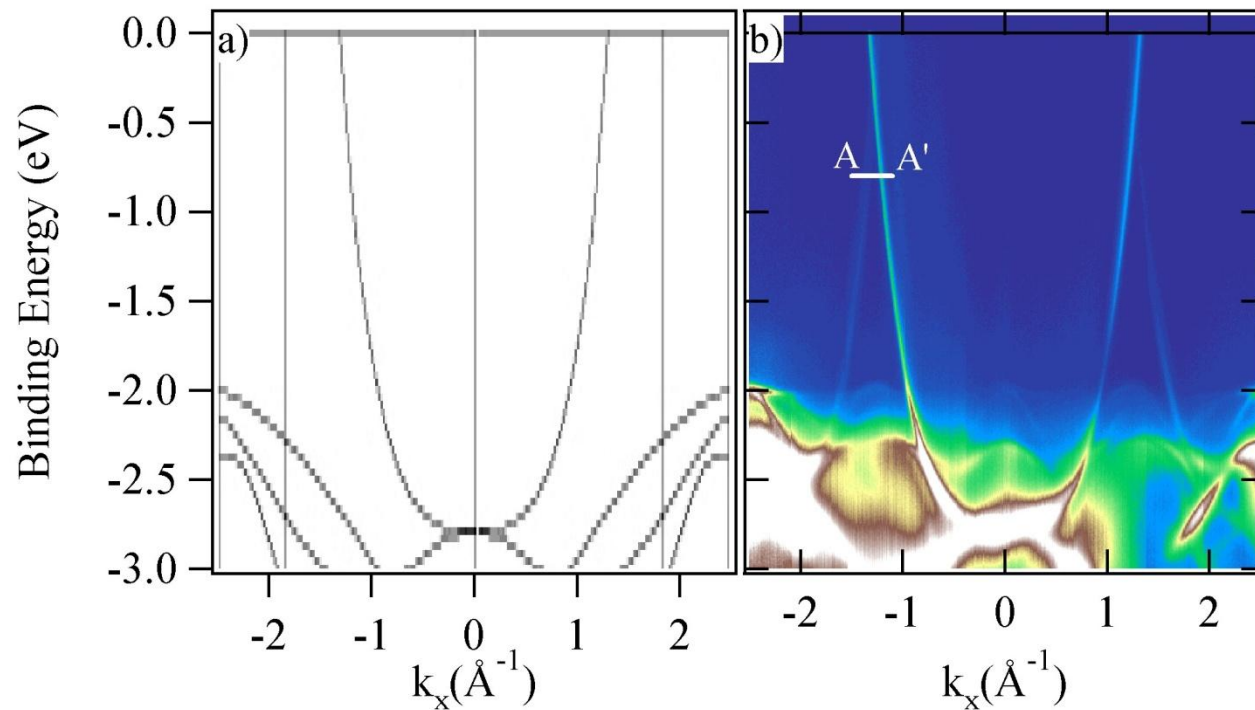 a)
b)
Binding Energy (eV)
0.0
-0.5
-1.0
-1.5
-2.0
-2.5
-3.0
A A'
-2 -1 0 1 2
-2 -1 0 1 2
kₓ(Å⁻¹)
kₓ(Å⁻¹)